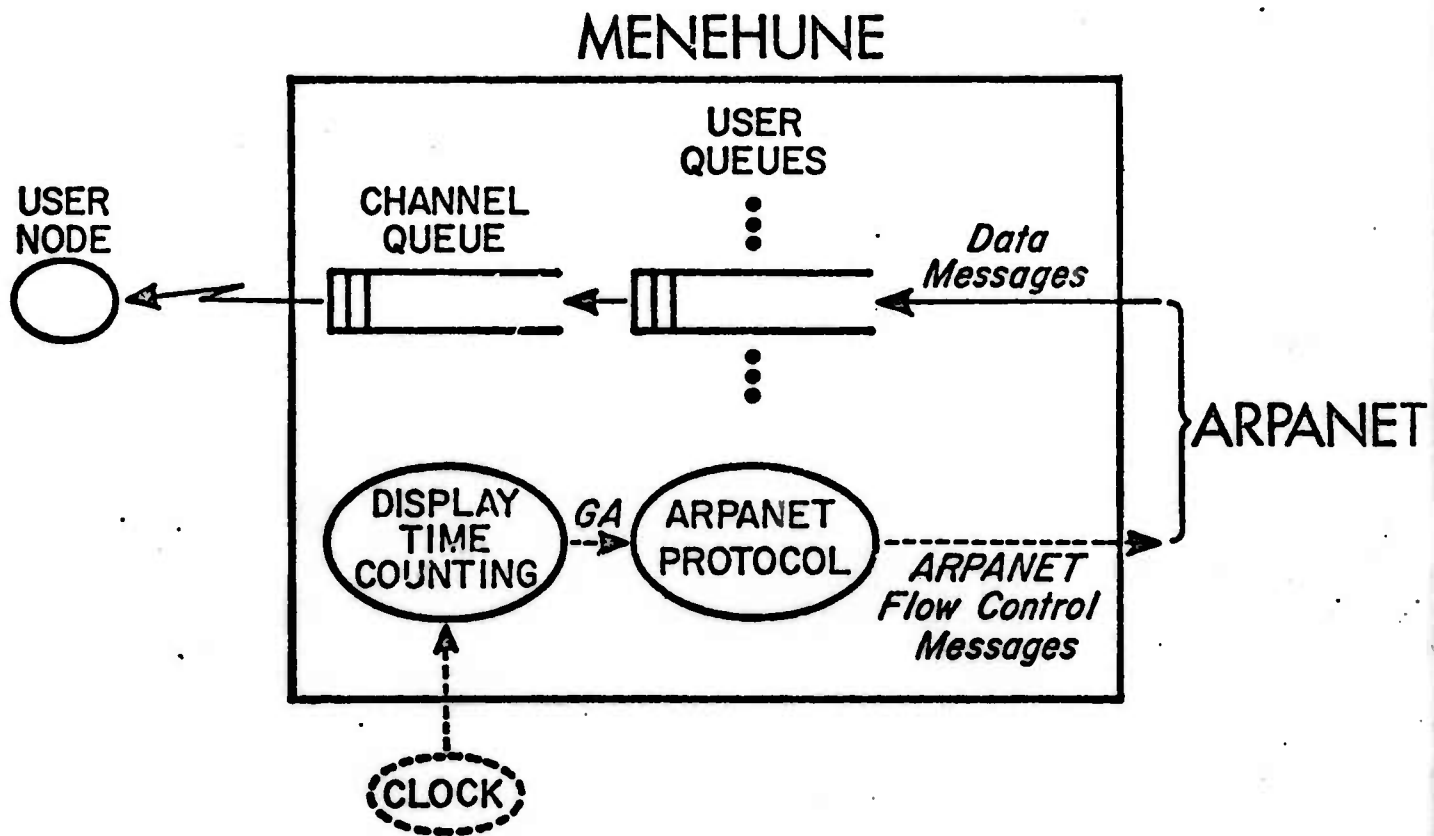 MENEHUNE
USER
QUEUES
USER
NODE
CHANNEL
QUEUE
Data
Messages
ARPANET
DISPLAY
TIME
COUNTING
GA
ARPANET
PROTOCOL
ARPANET
Flow Control
Messages
CLOCK